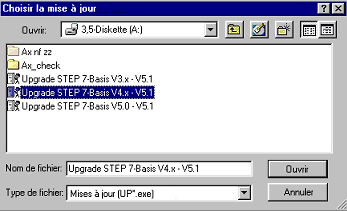 Choisir la mise à jour
Ouvrir: 3,5-Diskette (A:)
Ax nf zz
Ax_check
Upgrade STEP 7-Basis V3.x - V5.1
Upgrade STEP 7-Basis V4.x - V5.1
Upgrade STEP 7-Basis V5.0 - V5.1
Nom de fichier: Upgrade STEP 7-Basis V4.x - V5.1 Ouvrir
Type de fichier: Mises à jour (UP*.exe) Annuler